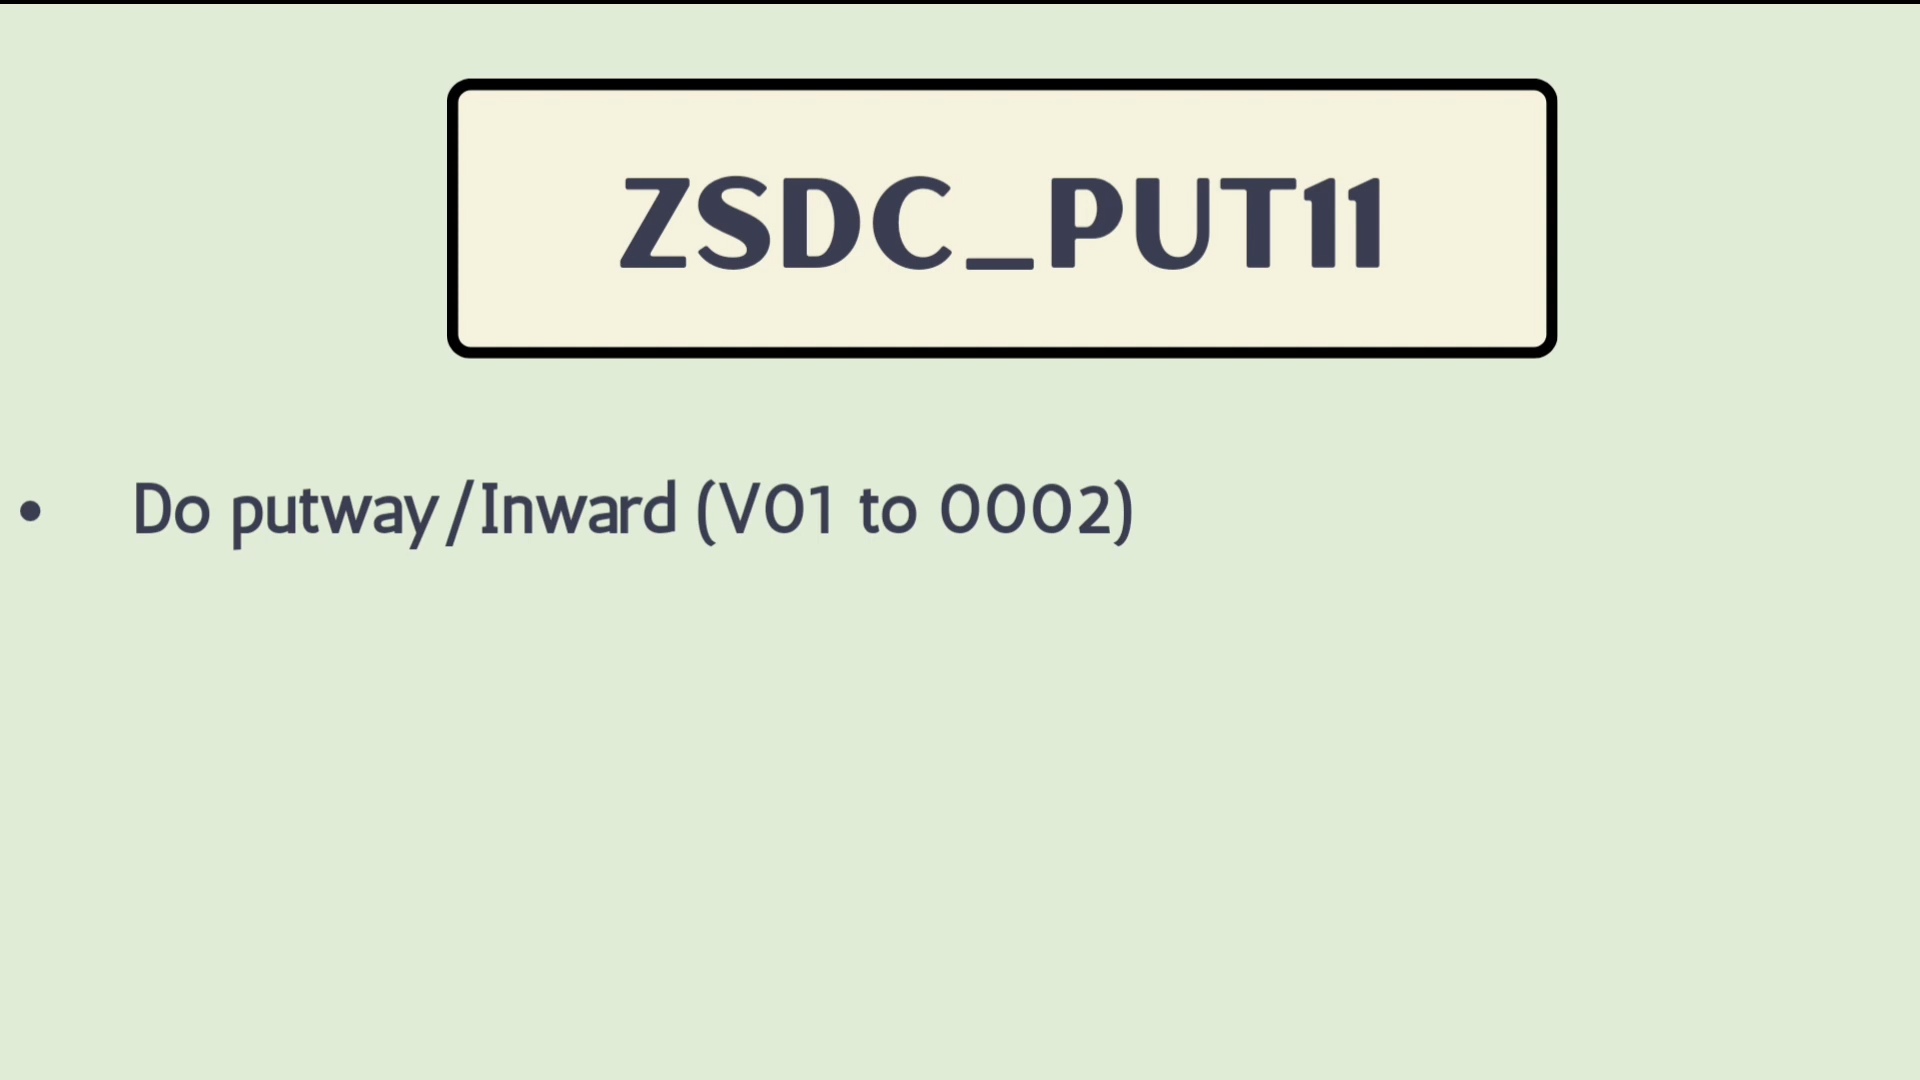 ZSDC_PUT11
• Do putway/Inward (V01 to 0002)